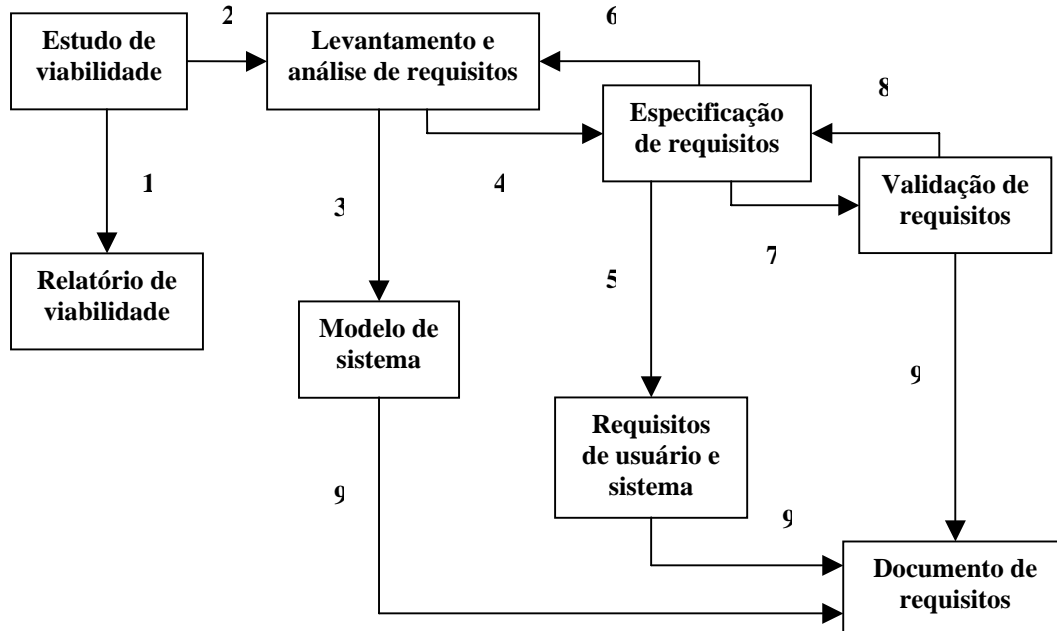 2
6
Estudo de
viabilidade
Levantamento e
análise de requisitos
8
Especificação
de requisitos
1
3
4
Validação de
requisitos
7
5
Relatório de
viabilidade
Modelo de
sistema
9
Requisitos
de usuário e
sistema
9
9
Documento de
requisitos